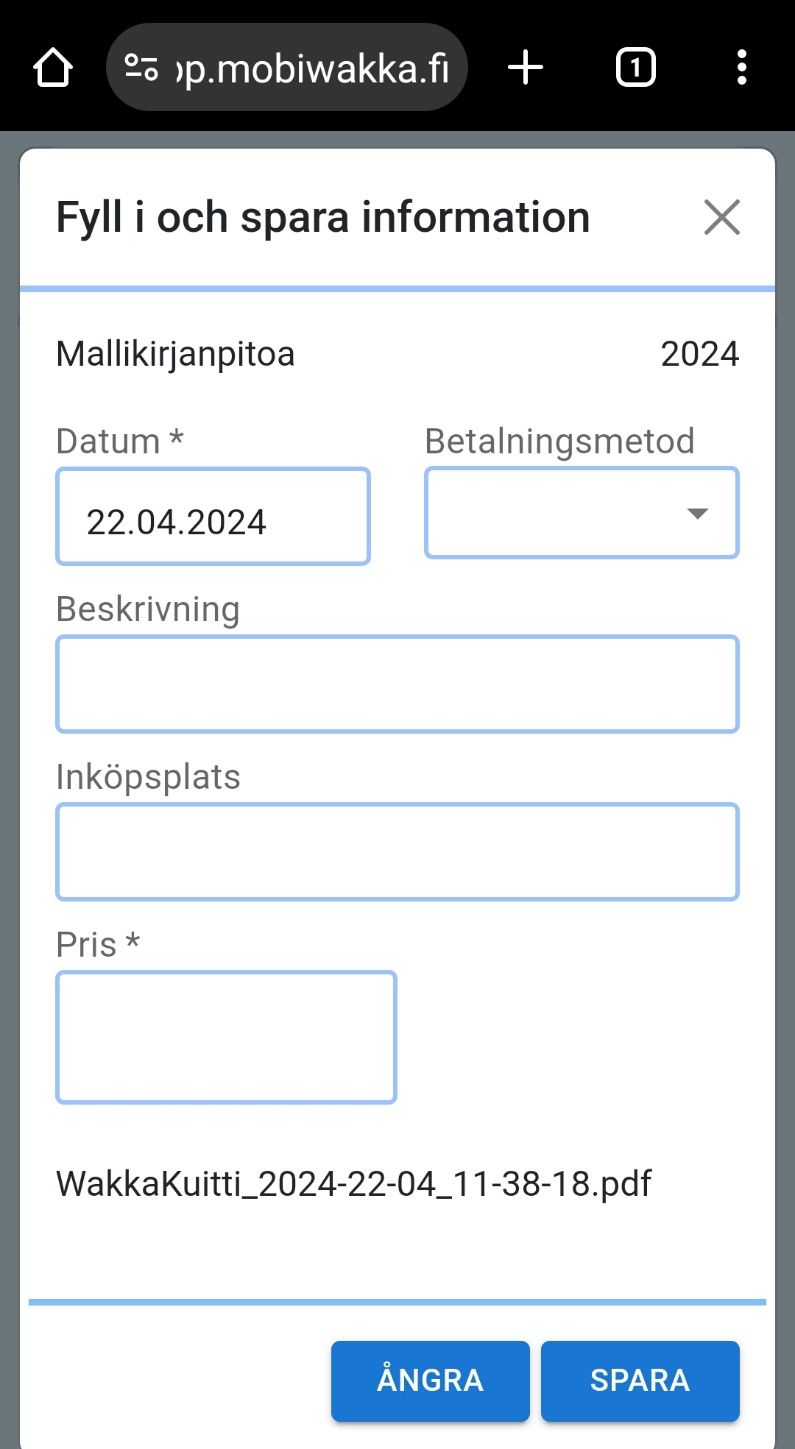 op.mobiwakka.fi
1
Fyll i och spara information
Mallikirjanpitoa 2024
Datum * Betalningsmetod
22.04.2024
Beskrivning
Inköpsplats
Pris *
WakkaKuitti_2024-22-04_11-38-18.pdf
ÅNGRA SPARA